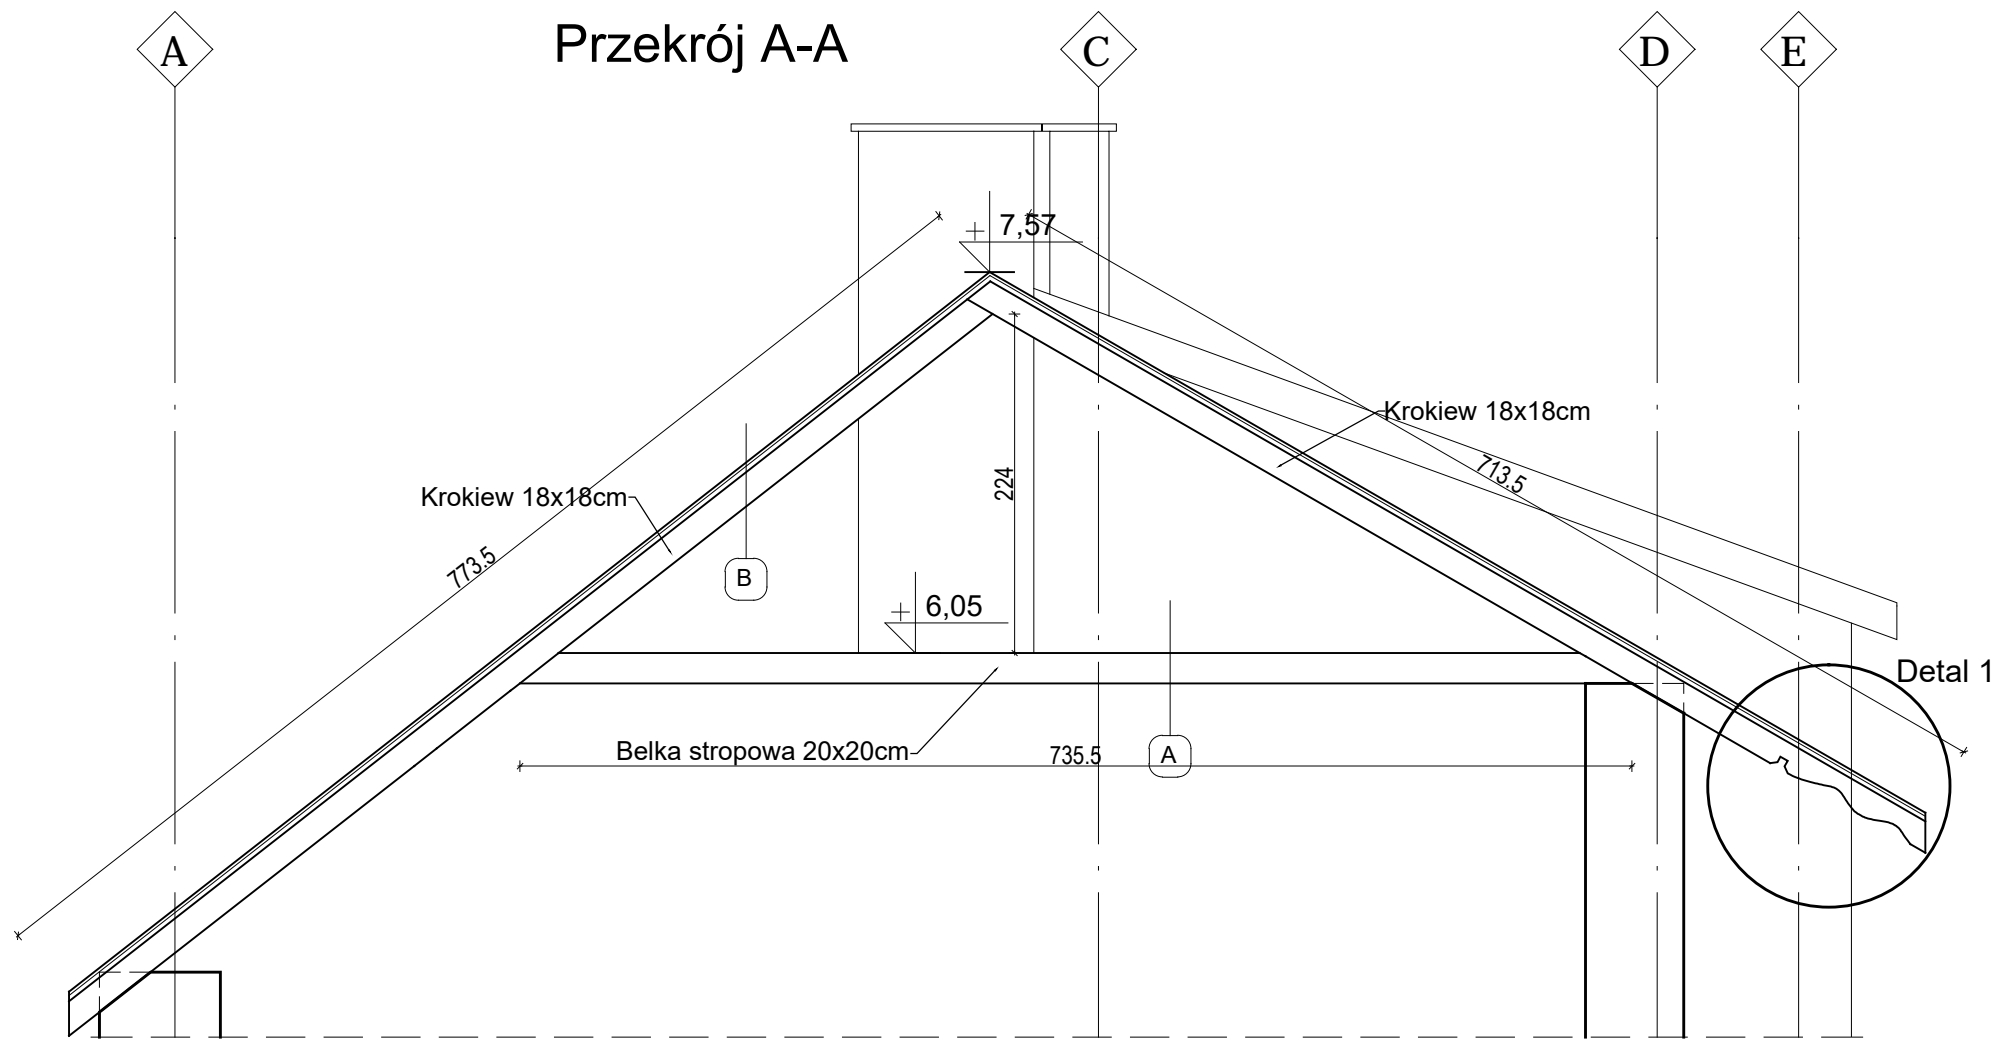 A
Przekrój A-A
C
D
E
+ 7,57
Krokiew 18x18cm
713.5
224
Krokiew 18x18cm
773.5
B
+ 6,05
Detal 1
Belka stropowa 20x20cm
735.5
A